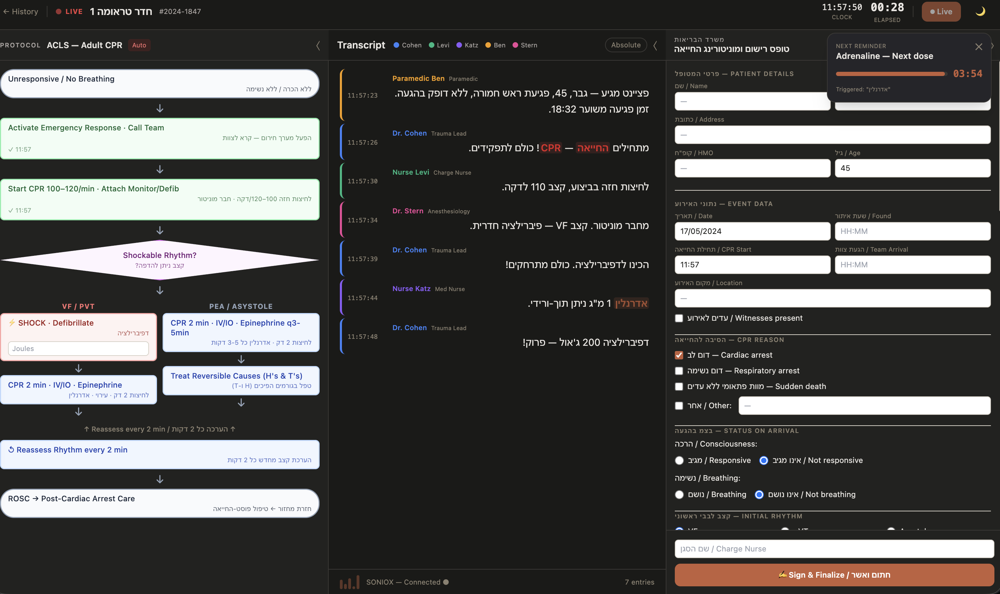 ← History
LIVE
חדר טראומה 1
#2024-1847
11:57:50
CLOCK
00:28
ELAPSED
Live
PROTOCOL
ACLS — Adult CPR
Auto
Unresponsive / No Breathing
ללא הכרה / ללא נשימה
↓
Activate Emergency Response · Call Team
הפעל מערך חירום — קרא לצוות
✓ 11:57
↓
Start CPR 100–120/min · Attach Monitor/Defib
לחיצות חזה 100–120/דקה · חבר מוניטור
✓ 11:57
↓
Shockable Rhythm?
קצב ניתן להדפה?
↓
VF / PVT
⚡ SHOCK · Defibrillate
דפיברילציה
Joules
↓
CPR 2 min · IV/IO · Epinephrine
לחיצות 2 דק · עירוי · אדרנלין
↓
PEA / ASYSTOLE
CPR 2 min · IV/IO · Epinephrine q3-
5min
לחיצות 2 דק · אדרנלין כל 3-5 דקות
↓
Treat Reversible Causes (H's & T's)
טפל בגורמים הפיכים (H ו-T)
↓
↑ Reassess every 2 min / הערכה כל 2 דקות ↑
↺ Reassess Rhythm every 2 min
הערכת קצב מחדש כל 2 דקות
↓
ROSC → Post-Cardiac Arrest Care
חזרת מחזור ← טיפול פוסט-החייאה
Transcript
Cohen
Levi
Katz
Ben
Stern
Absolute
Paramedic Ben Paramedic
11:57:23
פציינט מגיע — גבר, 45, פגיעת ראש חמורה, ללא דופק בהגעה.
זמן פגיעה משוער 18:32.
Dr. Cohen Trauma Lead
11:57:26
מתחילים החייאה — CPR! כולם לתפקידים.
Nurse Levi Charge Nurse
11:57:30
לחיצות חזה בביצוע, קצב 110 לדקה.
Dr. Stern Anesthesiology
11:57:34
מחבר מוניטור. קצב VF — פיברילציה חדרית.
Dr. Cohen Trauma Lead
11:57:39
הכינו לדפיברילציה. כולם מתרחקים!
Nurse Katz Med Nurse
11:57:44
אדרנלין 1 מ"ג ניתן תוך-ורידי.
Dr. Cohen Trauma Lead
11:57:48
דפיברילציה 200 ג'אול — פרוק!
SONIOX — Connected
7 entries
משרד הבריאות
טופס רישום ומוניטורינג החייאה
NEXT REMINDER
Adrenaline — Next dose
03:54
Triggered: "אדרנלין"
פרטי המטופל — PATIENT DETAILS
שם / Name
—
כתובת / Address
—
קופ"ח / HMO
—
גיל / Age
45
נתוני האירוע — EVENT DATA
תאריך / Date
17/05/2024
שעת איתור / Found
HH:MM
תחילת החייאה / CPR Start
11:57
הגעת צוות / Team Arrival
HH:MM
מקום האירוע / Location
—
עדים לאירוע / Witnesses present
הסיבה להחייאה — CPR REASON
דום לב — Cardiac arrest
דום נשימה — Respiratory arrest
מוות פתאומי ללא עדים — Sudden death
אחר / Other:
—
בצמ בהגעה — STATUS ON ARRIVAL
הרכה / Consciousness:
מגיב / Responsive
אינו מגיב / Not responsive
נשימה / Breathing:
נושם / Breathing
אינו נושם / Not breathing
קצב לבבי ראשוני — INITIAL RHYTHM
שם הסגן / Charge Nurse
✍️ Sign & Finalize / חתום ואשר